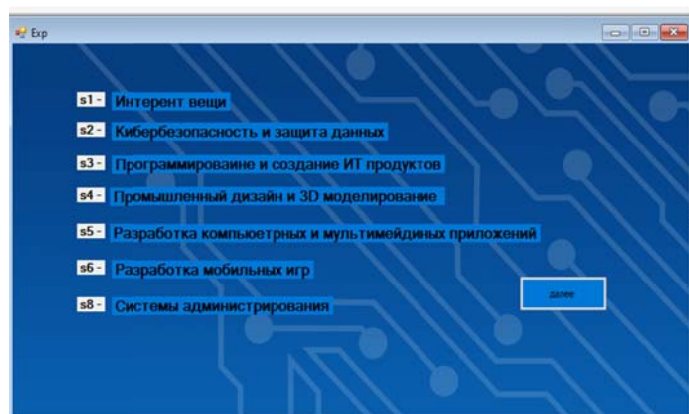 Exp
s1 - Интерент вещи
s2 - Кибербезопасность и защита данных
s3 - Программироваине и создание ИТ продуктов
s4 - Промышленный дизайн и 3D моделирование
s5 - Разработка компьюетрных и мультимейдиных приложений
s6 - Разработка мобильных игр
далее
s8 - Системы администрирования